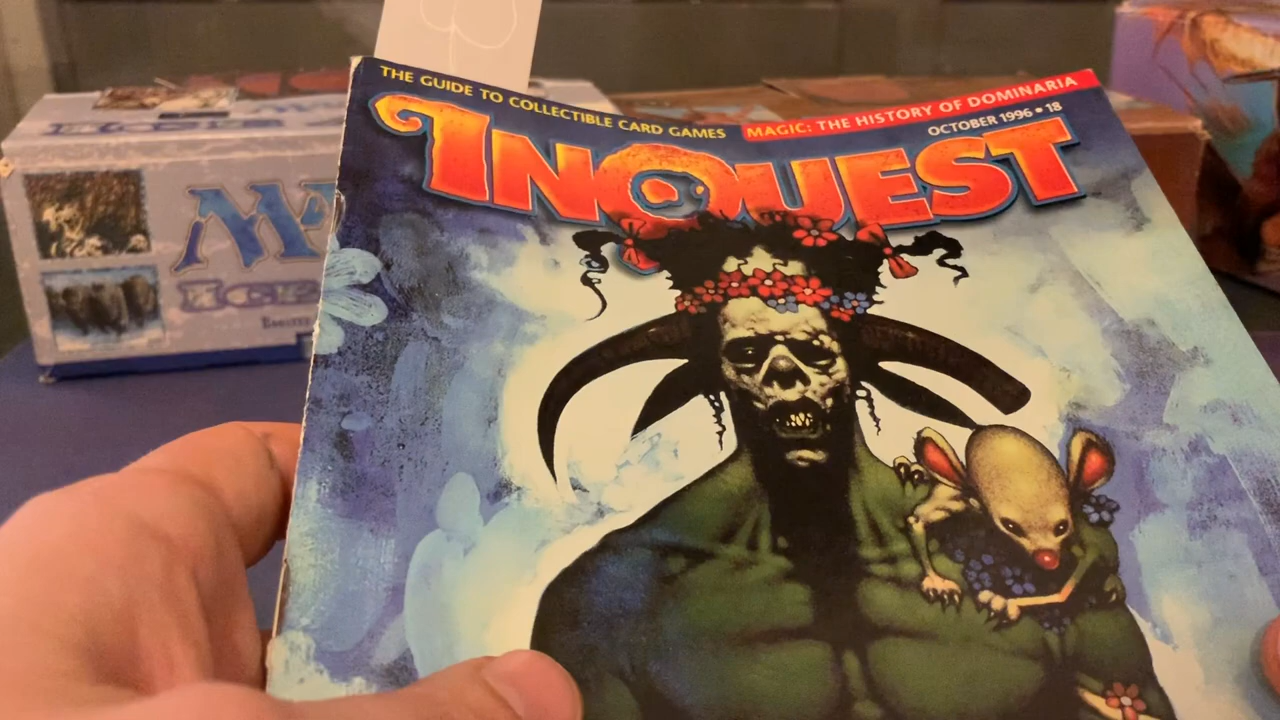 THE GUIDE TO COLLECTIBLE CARD GAMES
MAGIC: THE HISTORY OF DOMINARIA
OCTOBER 1996 • 18
INQUEST